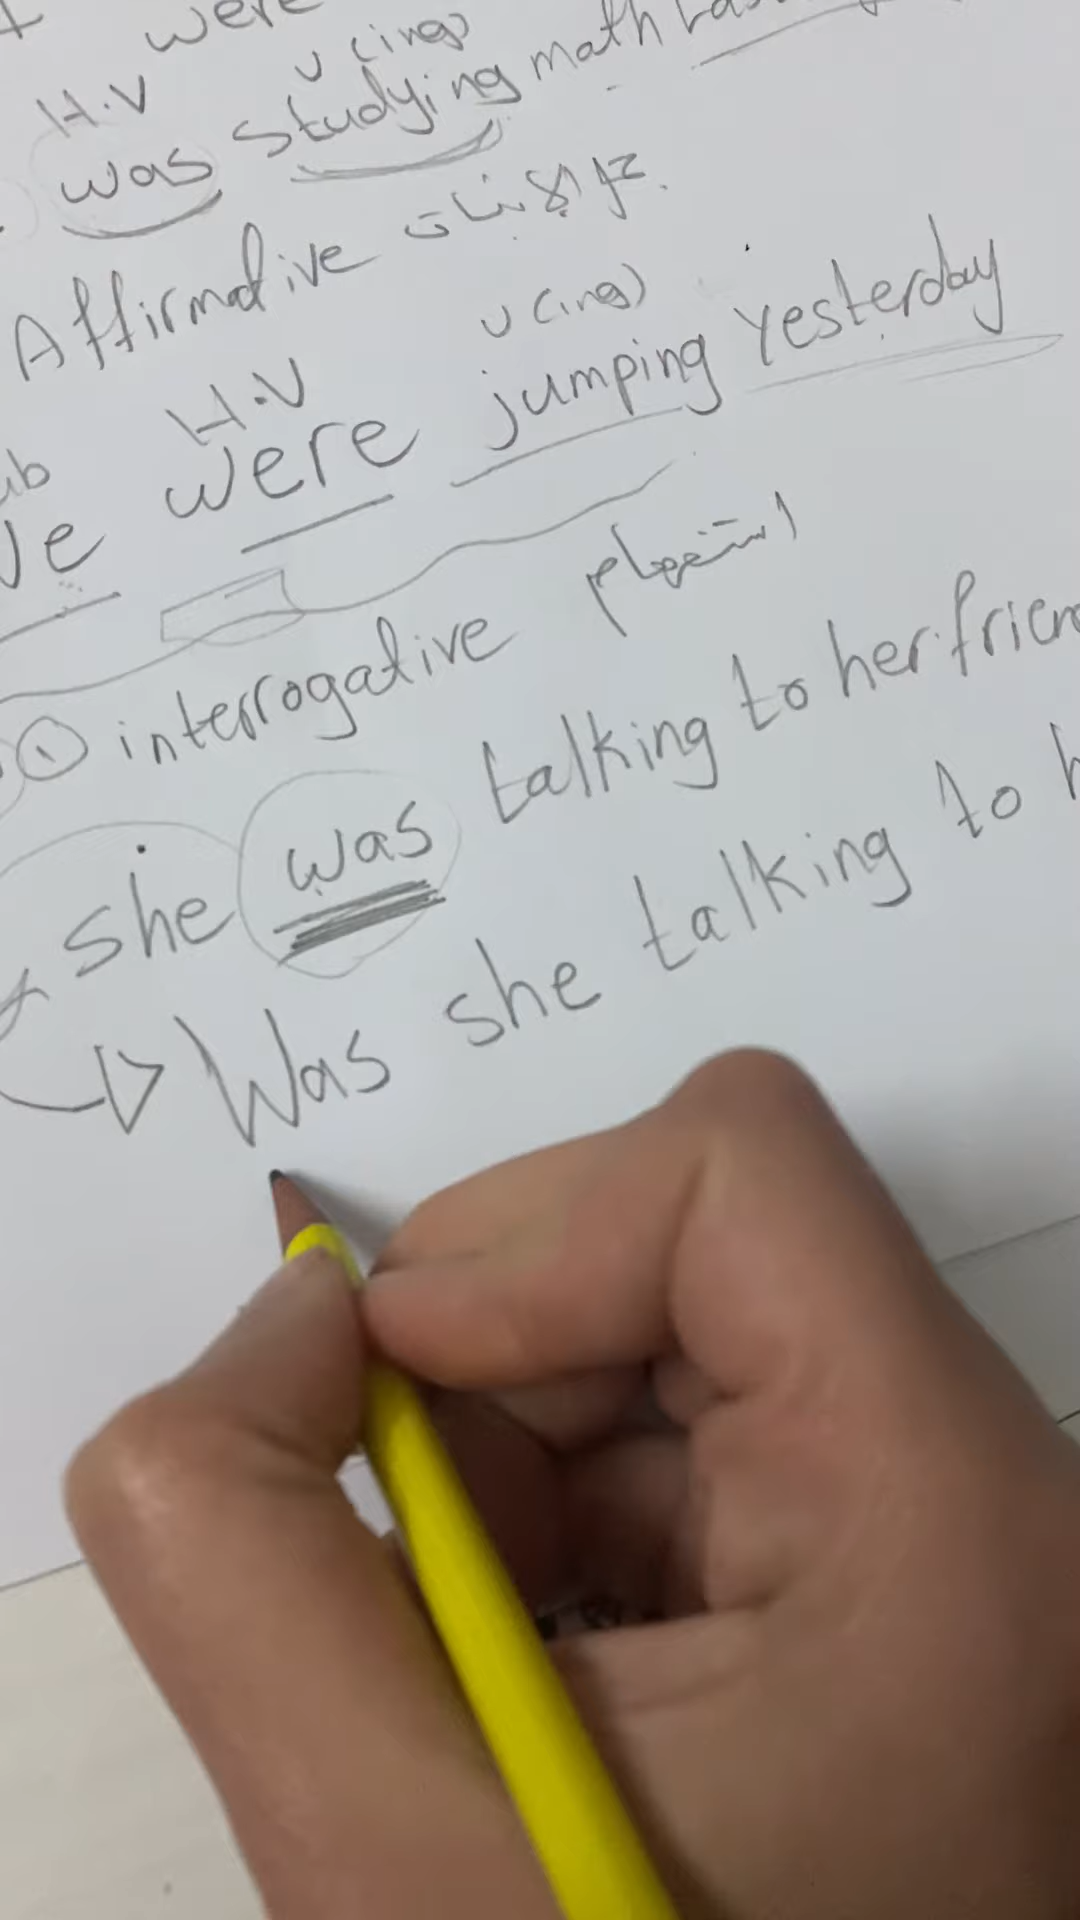 were
H.V v (ing)
was studying math
Affirmative الاثبات
H.V v (ing)
were jumping yesterday
① interrogative استفهام
she was talking to her frien
Was she talking to h